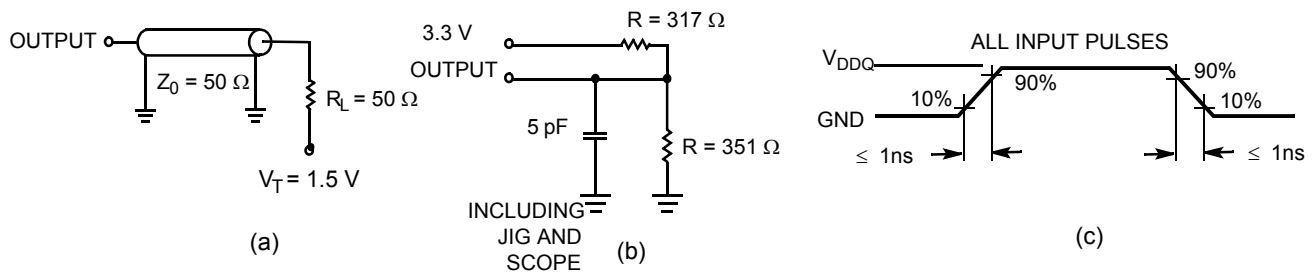 OUTPUT
Z0 = 50 Ω
RL = 50 Ω
VT = 1.5 V
(a)
R = 317 Ω
3.3 V
OUTPUT
5 pF
R = 351 Ω
INCLUDING
JIG AND
SCOPE
(b)
ALL INPUT PULSES
VDDQ
GND
10%
90%
90%
10%
≤ 1ns
≤ 1ns
(c)